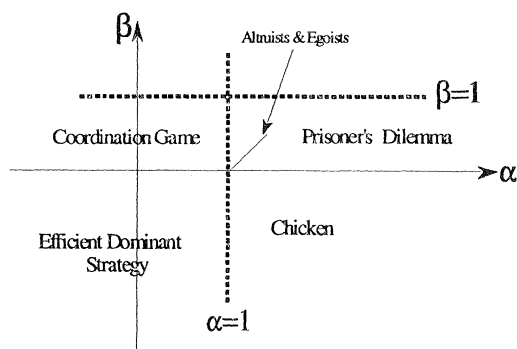 β
Altruists & Egoists
β=1
Coordination Game
Prisoner's Dilemma
α
Chicken
Efficient Dominant
Strategy
α=1